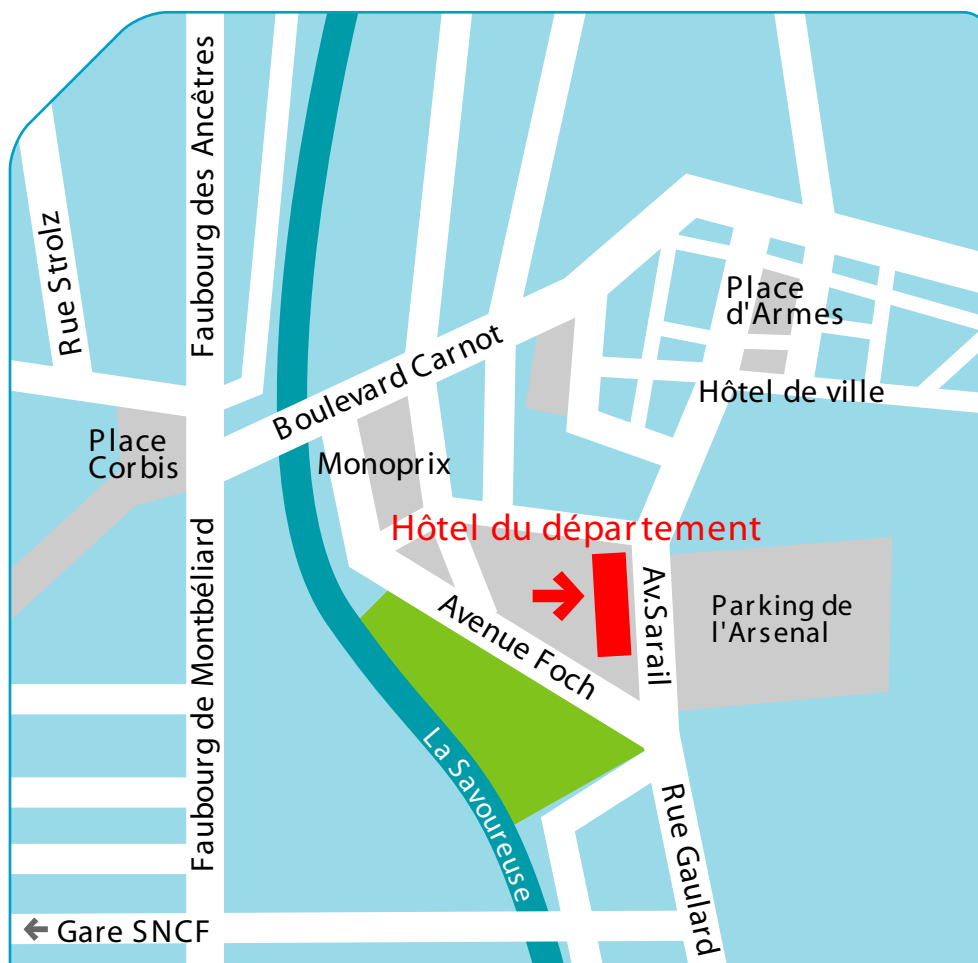 Faubourg des Ancêtres
Rue Strolz
Place
d'Armes
Boulevard Carnot
Hôtel de ville
Place
Corbis
Monoprix
Hôtel du département
Faubourg de Montbéliard
Avenue Foch
Av.Sarail
Parking de
l'Arsenal
La Savoureuse
Rue Gaulard
Gare SNCF